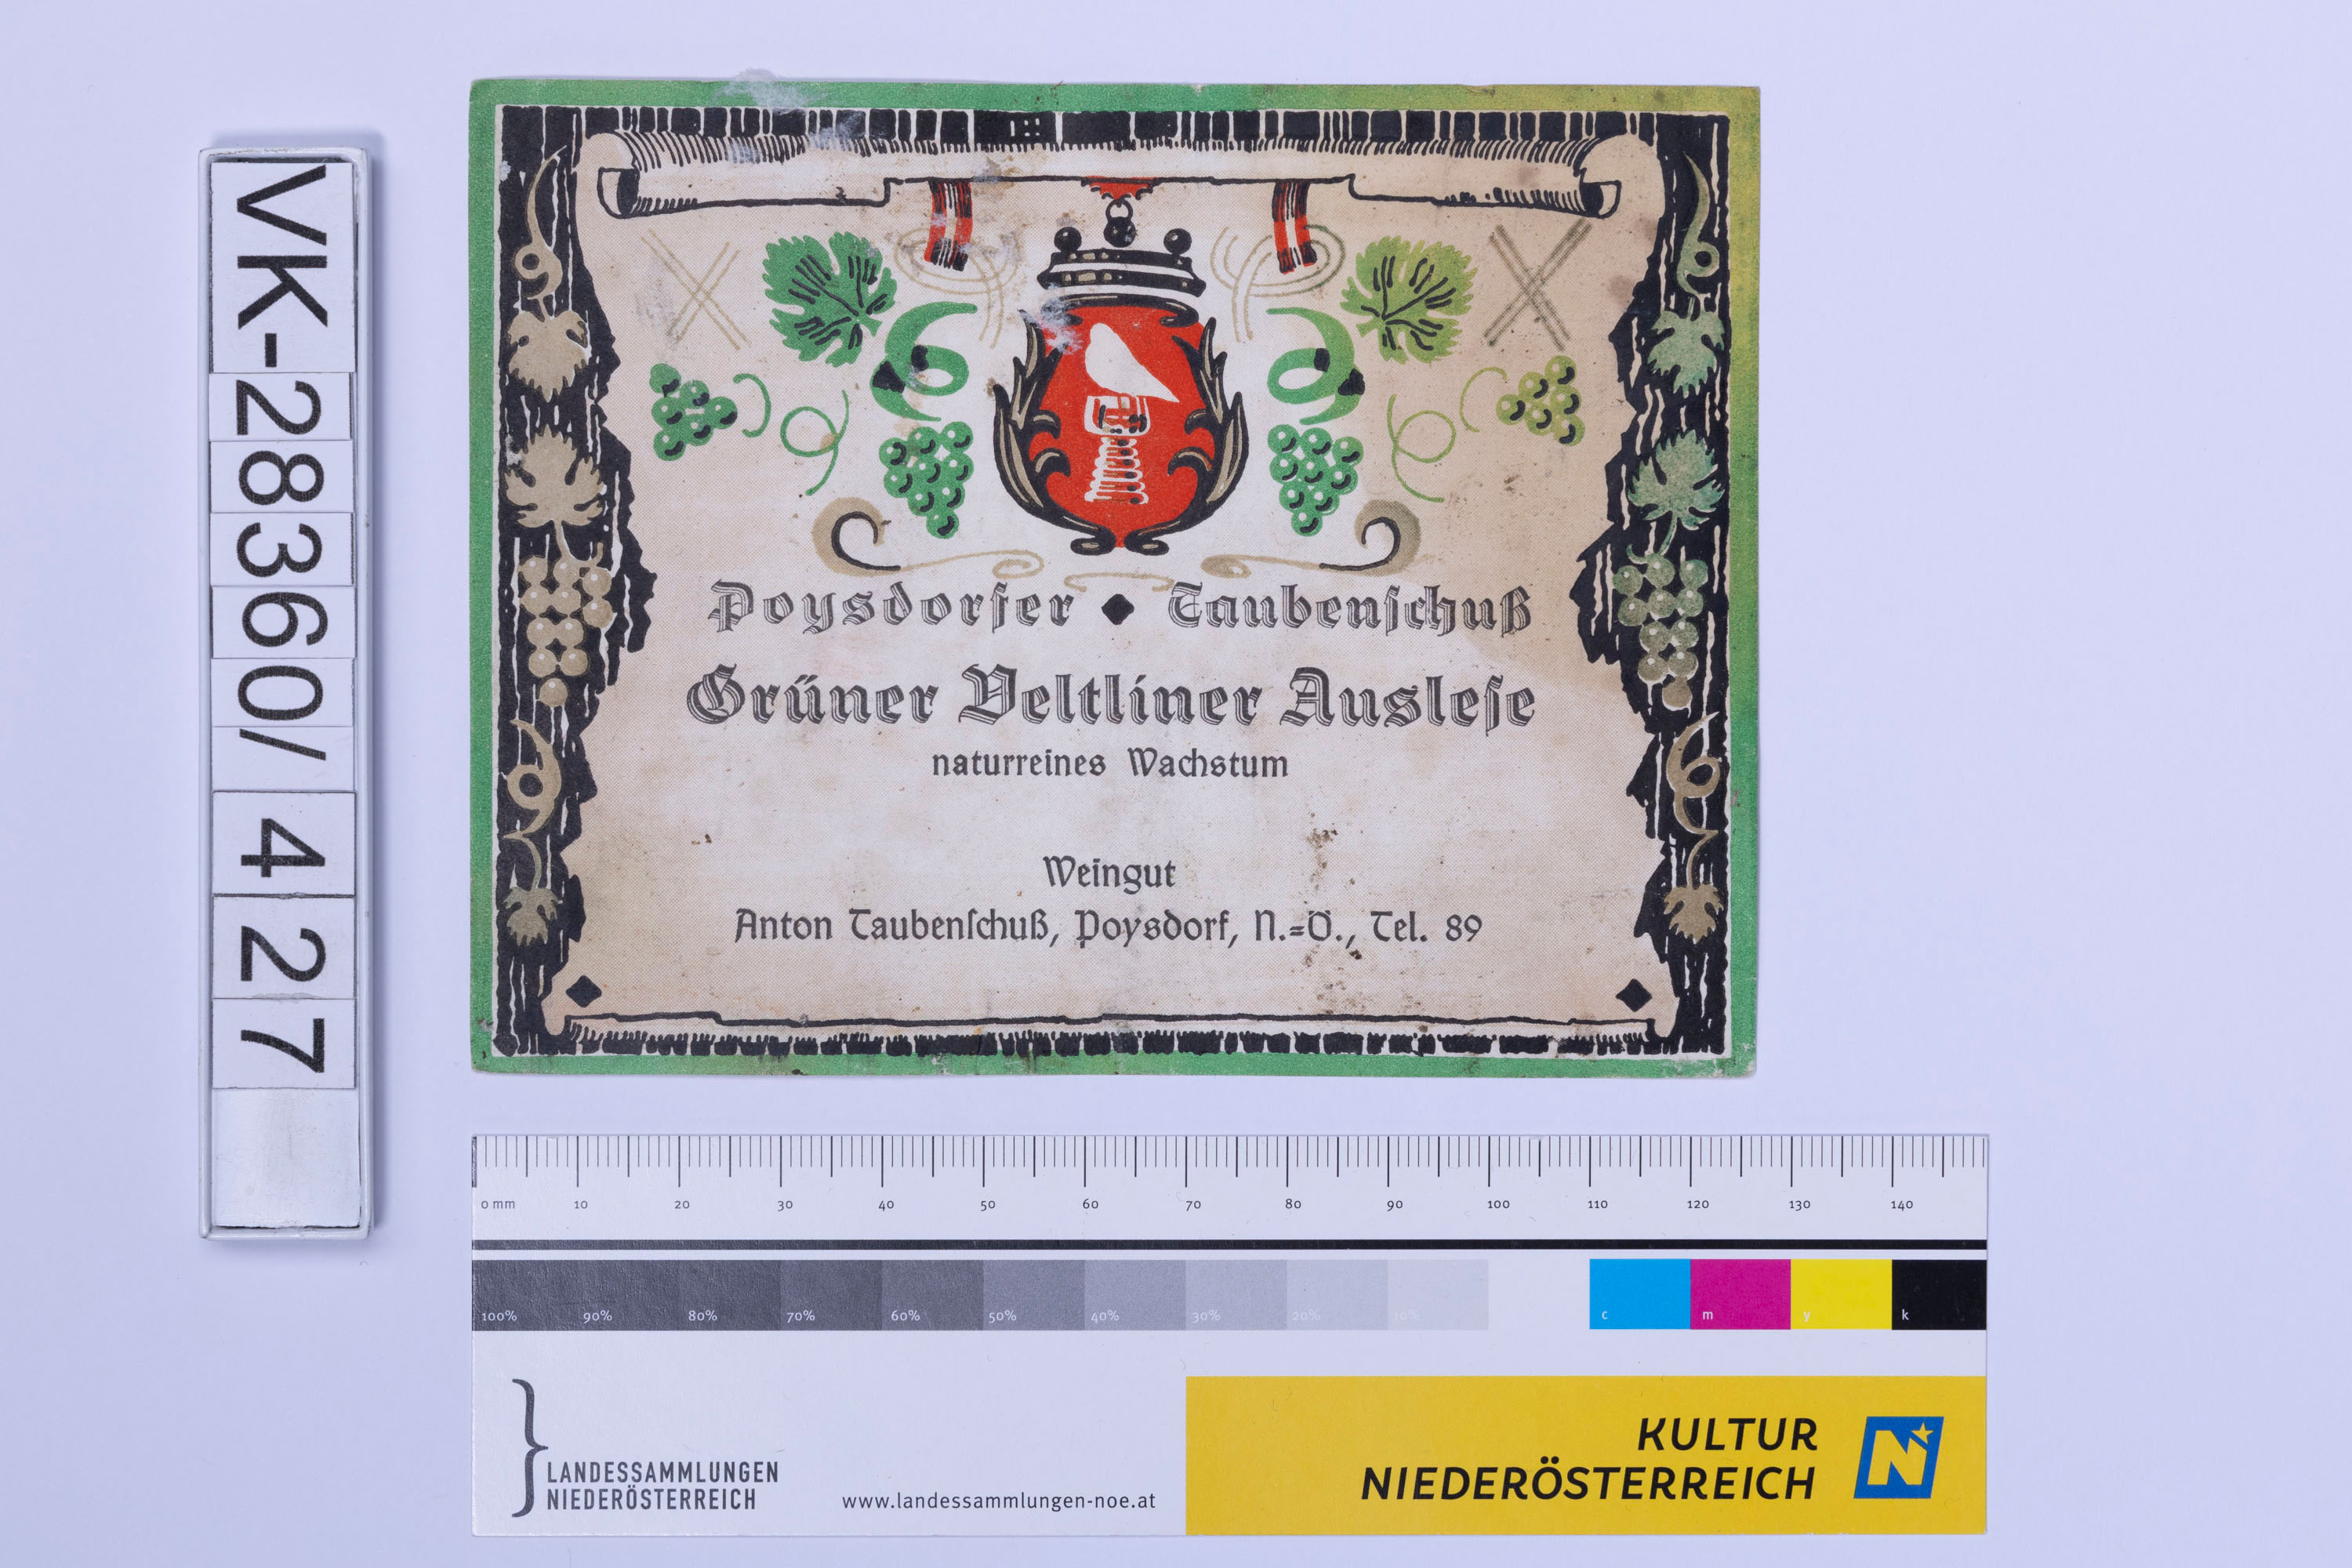 VK-28360/427
Poysdorfer ◆ Taubenſchuß
Grüner Veltliner Ausleſe
naturreines Wachstum
Weingut
Anton Taubenſchuß, Poysdorf, N.=Ö., Tel. 89
0 mm 10 20 30 40 50 60 70 80 90 100 110 120 130 140
100% 90% 80% 70% 60% 50% 40% 30% 20% 10% c m y k
KULTUR
NIEDERÖSTERREICH
N
LANDESSAMMLUNGEN
NIEDERÖSTERREICH
www.landessammlungen-noe.at